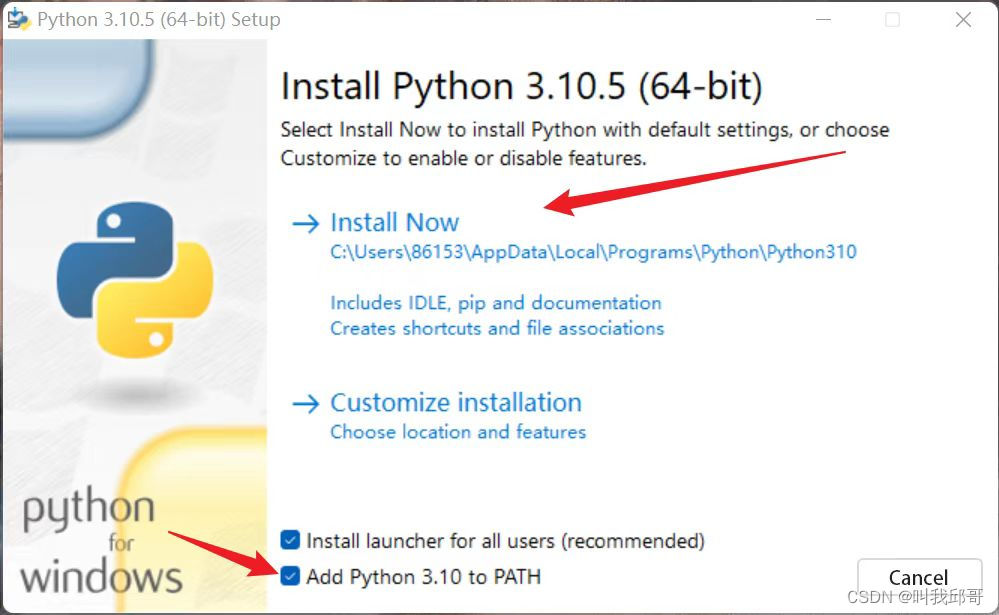 Python 3.10.5 (64-bit) Setup
Install Python 3.10.5 (64-bit)
Select Install Now to install Python with default settings, or choose
Customize to enable or disable features.
Install Now
C:\Users\86153\AppData\Local\Programs\Python\Python310
Includes IDLE, pip and documentation
Creates shortcuts and file associations
Customize installation
Choose location and features
python
for
windows
Install launcher for all users (recommended)
Add Python 3.10 to PATH
Cancel
CSDN @叫我邱哥